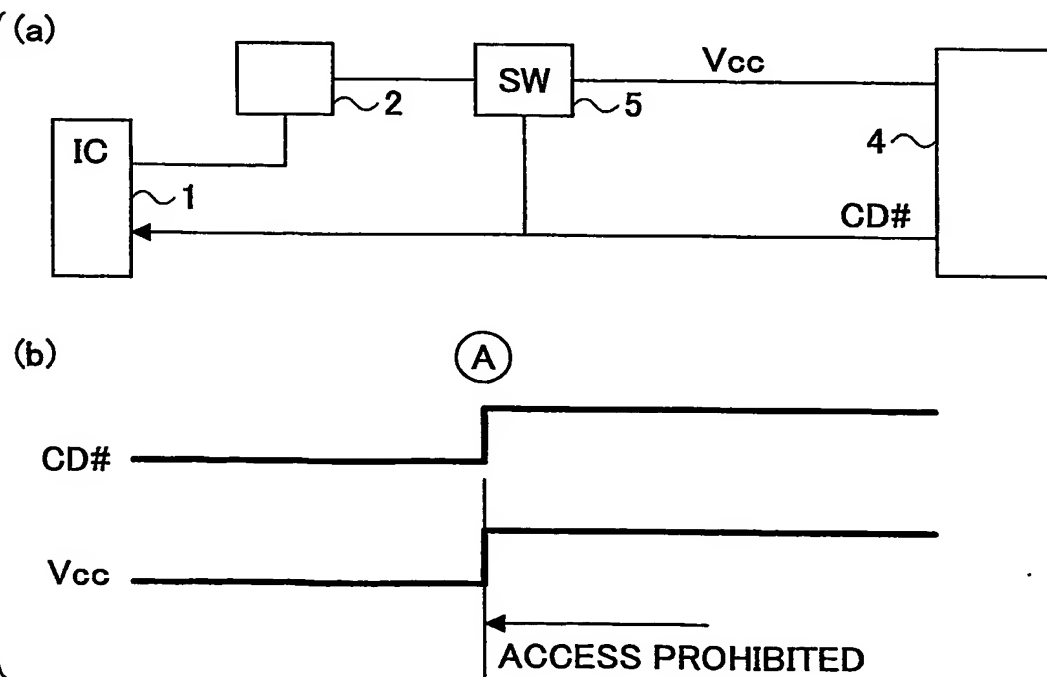 (a)
Vcc
SW
2
5
IC
4
1
CD#
(b)
A
CD#
Vcc
ACCESS PROHIBITED